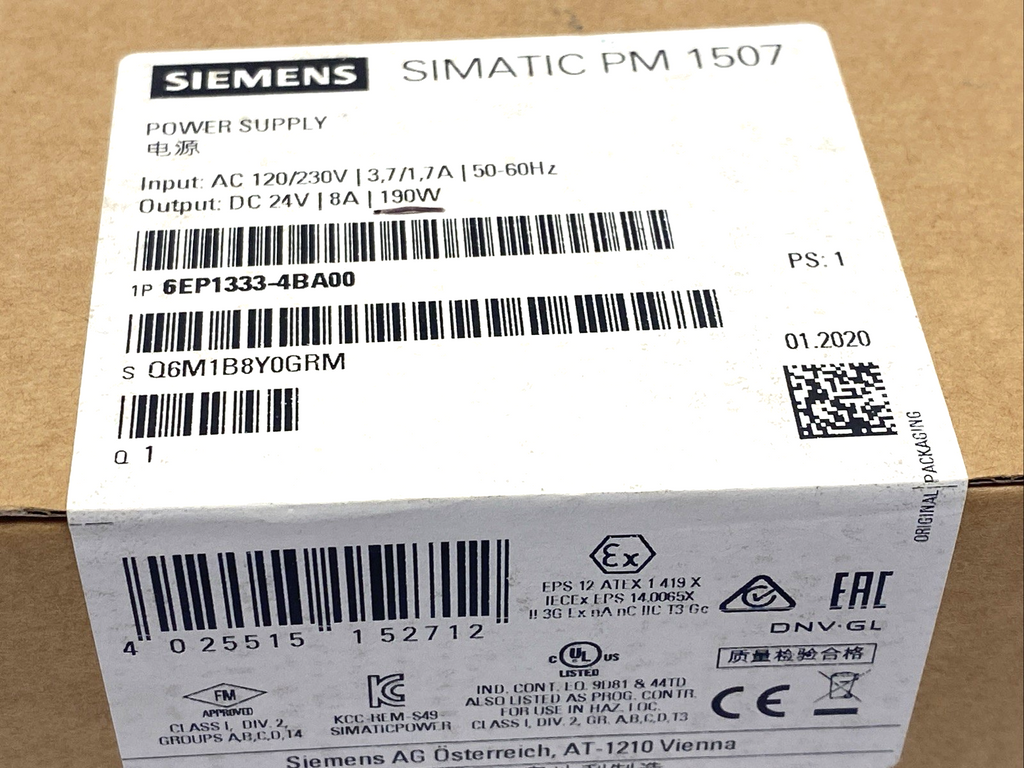 SIEMENS
SIMATIC PM 1507
POWER SUPPLY
电源
Input: AC 120/230V | 3,7/1,7A | 50-60Hz
Output: DC 24V | 8A | 190W
1P 6EP1333-4BA00
PS: 1
S Q6M1B8Y0GRM
01.2020
Q 1
ORIGINAL PACKAGING
4 025515 152712
Ex
EPS 12 ATEX 1 419 X
IECEx EPS 14.0065X
II 3G Ex nA nC IIC T3 Gc
EAC
DNV·GL
c UL US
LISTED
质量检验合格
FM
APPROVED
CLASS I, DIV. 2,
GROUPS A,B,C,D,T4
KCC-REM-S49-
SIMATICPOWER
IND. CONT. EQ. 9D81 & 44TD
ALSO LISTED AS PROG. CONTR.
FOR USE IN HAZ. LOC.
CLASS I, DIV. 2, GR. A,B,C,D,T3
CE
Siemens AG Österreich, AT-1210 Vienna